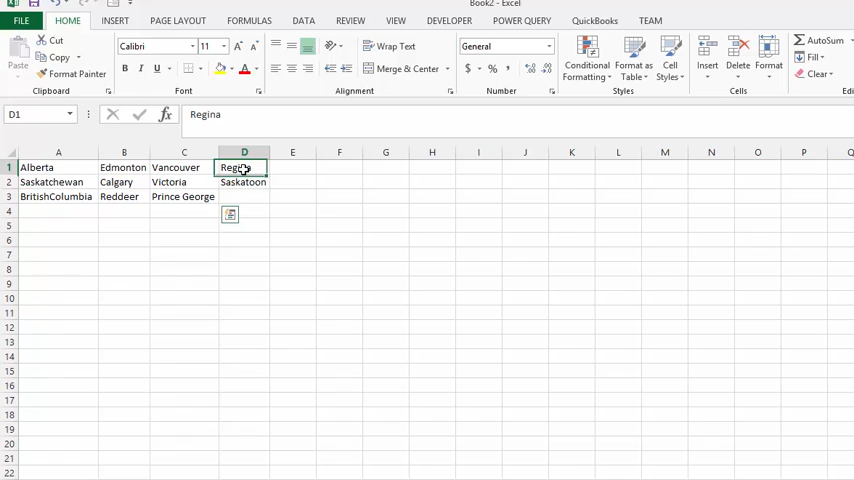 Book2 - Excel
FILE HOME INSERT PAGE LAYOUT FORMULAS DATA REVIEW VIEW DEVELOPER POWER QUERY QuickBooks TEAM
Paste
Cut
Copy
Format Painter
Clipboard
Calibri 11
B I U
Font
Wrap Text
Merge & Center
Alignment
General
$ % ,
Number
Conditional Formatting
Format as Table
Cell Styles
Styles
Insert Delete Format
Cells
AutoSum
Fill
Clear
D1 fx Regina
A B C D E F G H I J K L M N O P Q
1 Alberta Edmonton Vancouver
2 Saskatchewan Calgary Victoria Saskatoon
3 BritishColumbia Reddeer Prince George
4
5
6
7
8
9
10
11
12
13
14
15
16
17
18
19
20
21
22